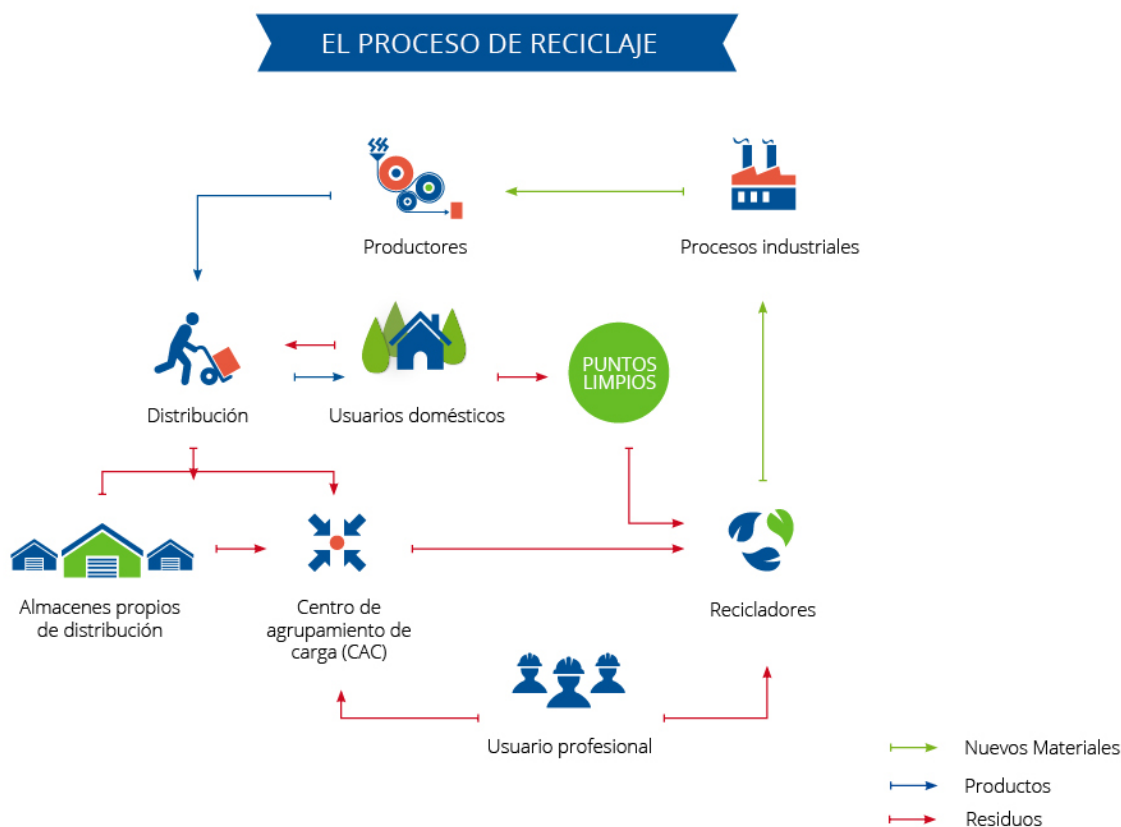 EL PROCESO DE RECICLAJE
Productores
Procesos industriales
PUNTOS
LIMPIOS
Distribución
Usuarios domésticos
Almacenes propios
de distribución
Centro de
agrupamiento de
carga (CAC)
Recicladores
Usuario profesional
Nuevos Materiales
Productos
Residuos